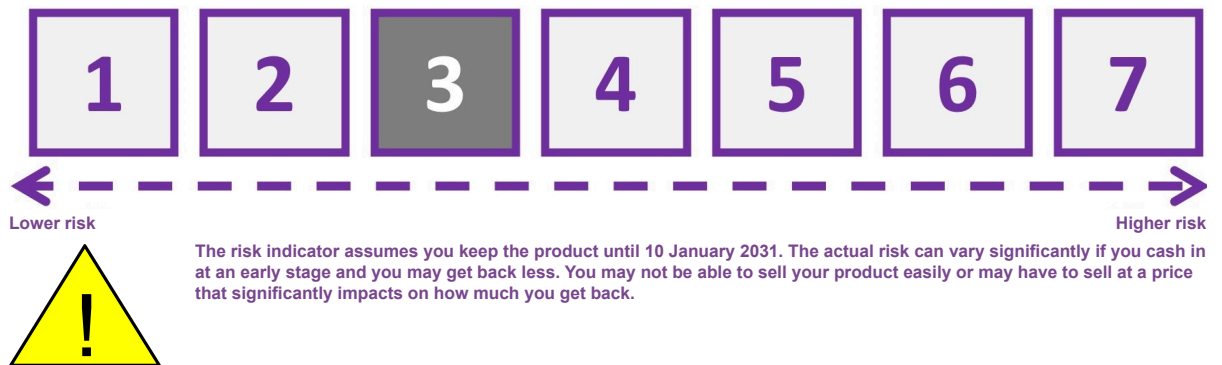 1 2 3 4 5 6 7
Lower risk Higher risk
The risk indicator assumes you keep the product until 10 January 2031. The actual risk can vary significantly if you cash in
at an early stage and you may get back less. You may not be able to sell your product easily or may have to sell at a price
that significantly impacts on how much you get back.
!